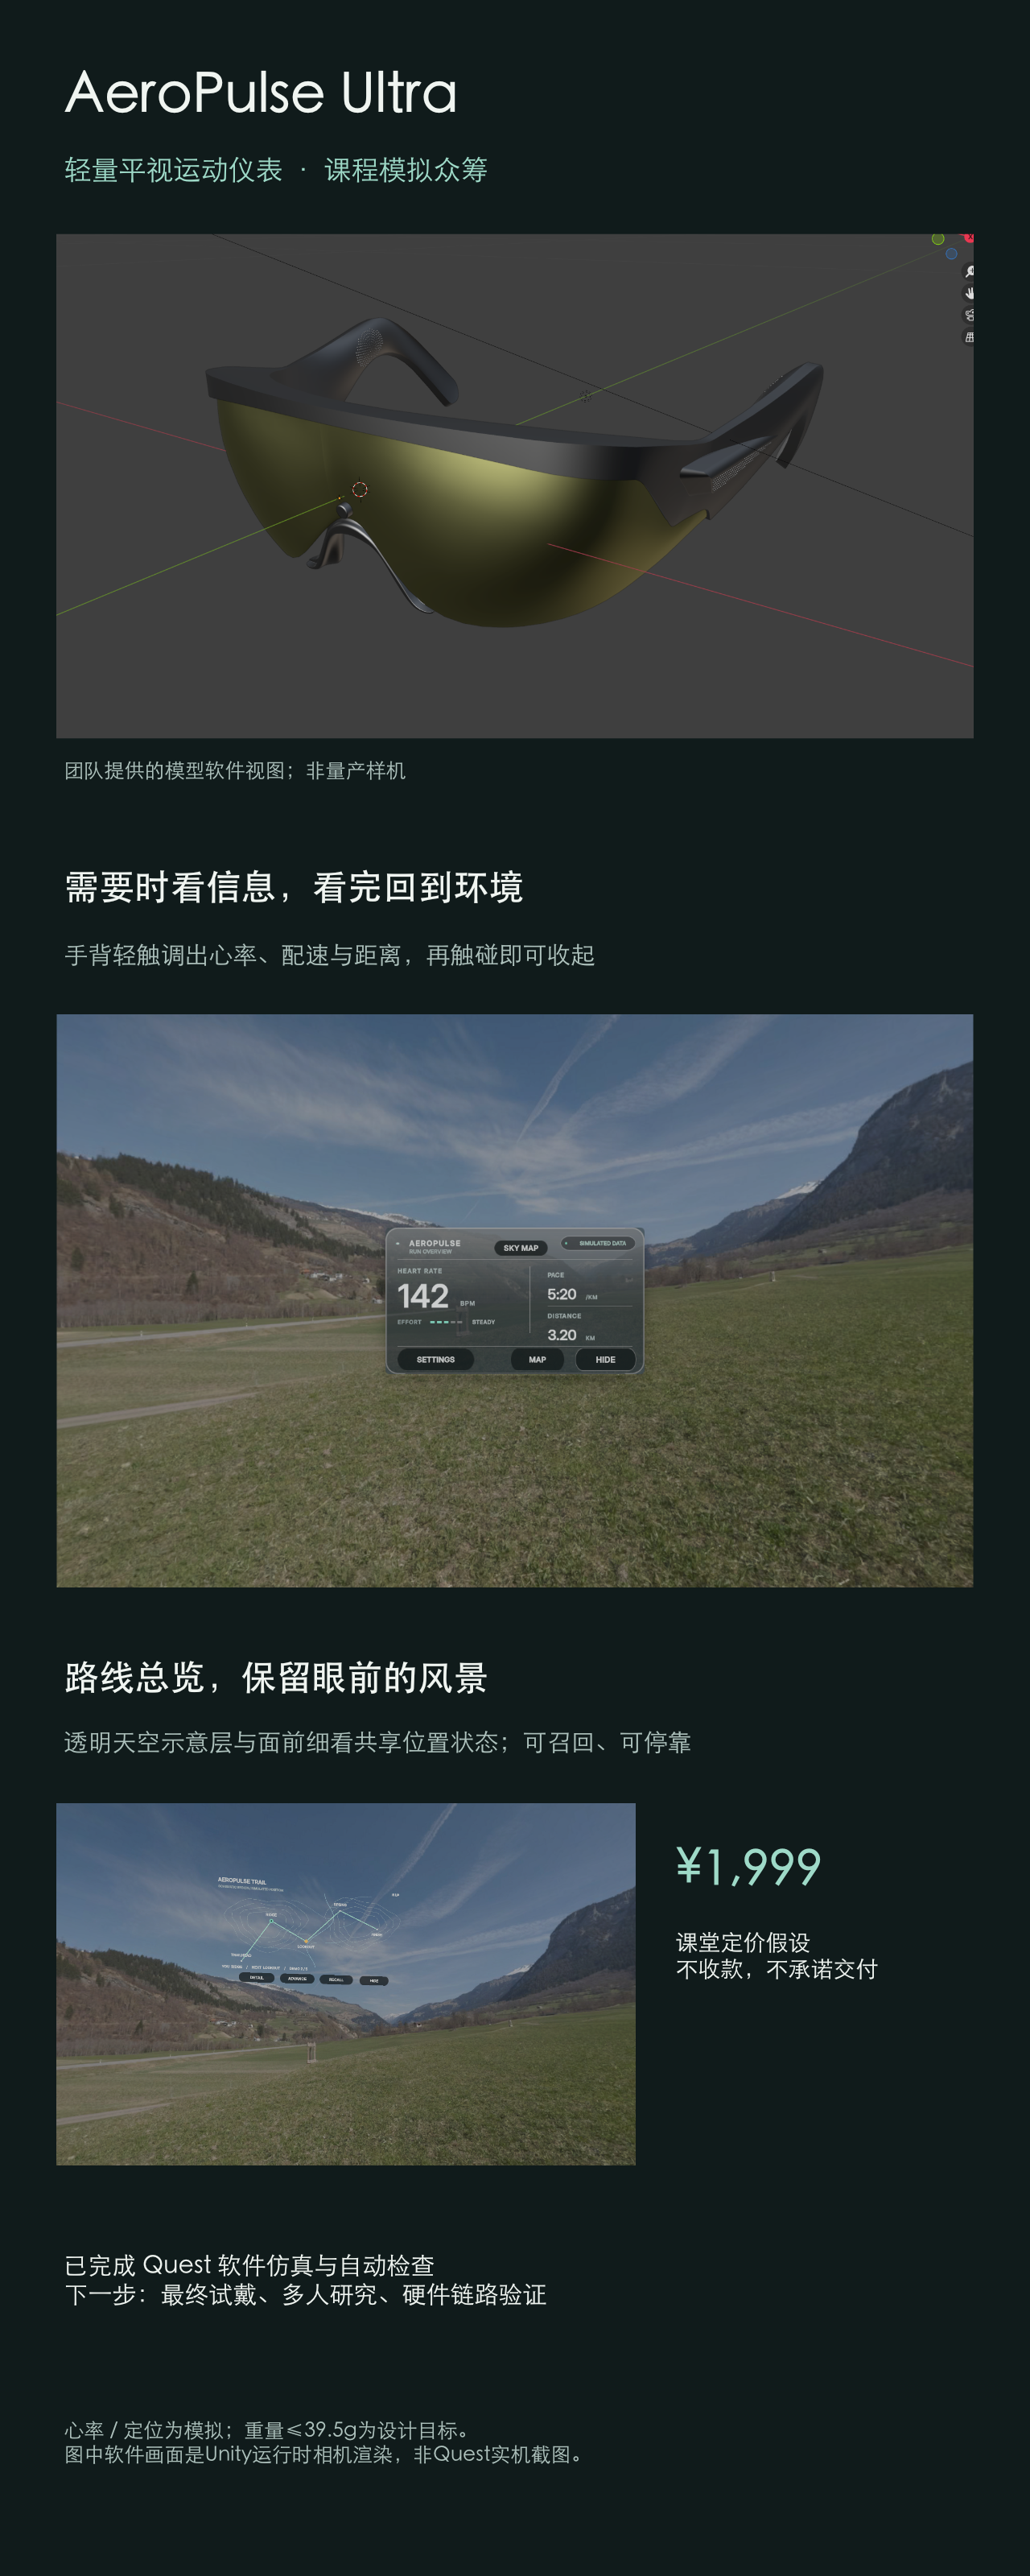 AeroPulse Ultra
轻量平视运动仪表 · 课程模拟众筹
团队提供的模型软件视图；非量产样机
需要时看信息，看完回到环境
手背轻触调出心率、配速与距离，再触碰即可收起
AEROPULSE
RUN OVERVIEW
SKY MAP
SIMULATED DATA
HEART RATE
142 BPM
EFFORT STEADY
PACE
5:20 /KM
DISTANCE
3.20 KM
SETTINGS
MAP
HIDE
路线总览，保留眼前的风景
透明天空示意层与面前细看共享位置状态；可召回、可停靠
AEROPULSE TRAIL
DETAIL
ADVANCE
RECALL
HIDE
¥1,999
课堂定价假设
不收款，不承诺交付
已完成 Quest 软件仿真与自动检查
下一步：最终试戴、多人研究、硬件链路验证
心率 / 定位为模拟；重量≤39.5g为设计目标。
图中软件画面是Unity运行时相机渲染，非Quest实机截图。